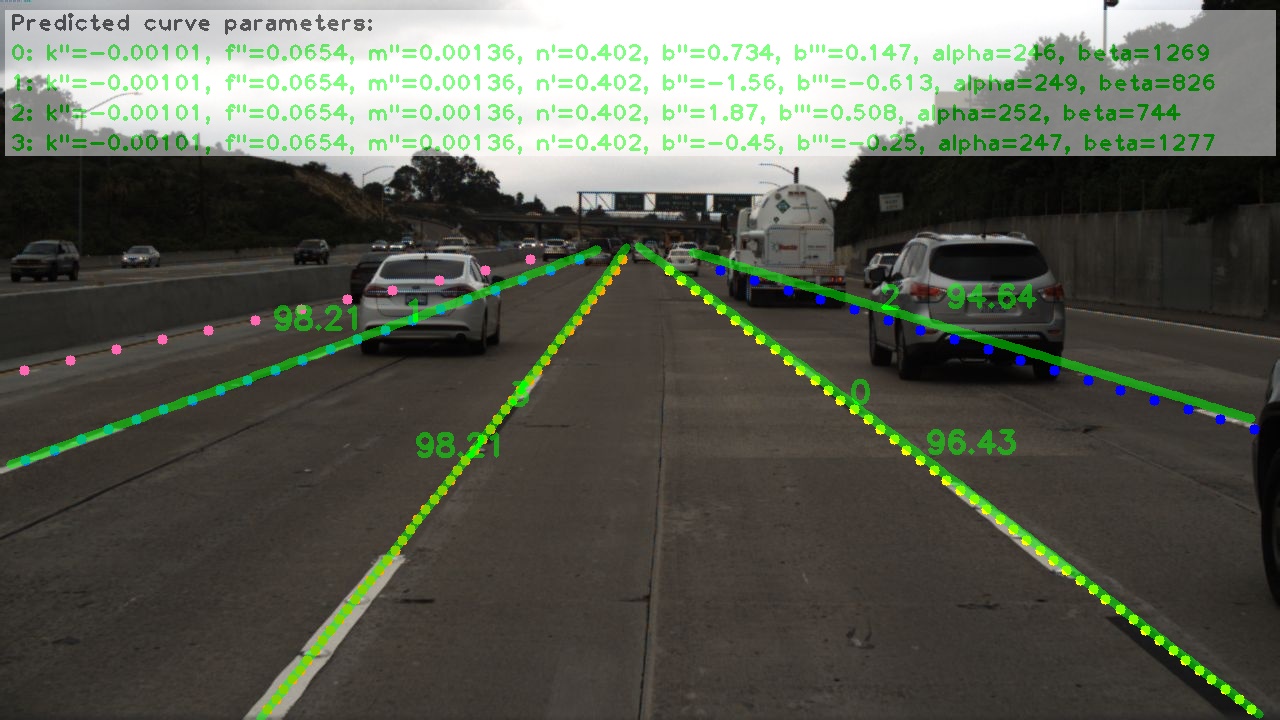 Predicted curve parameters:
0: k''=-0.00101, f''=0.0654, m''=0.00136, n'=0.402, b''=0.734, b'''=0.147, alpha=246, beta=1269
1: k''=-0.00101, f''=0.0654, m''=0.00136, n'=0.402, b''=-1.56, b'''=-0.613, alpha=249, beta=826
2: k''=-0.00101, f''=0.0654, m''=0.00136, n'=0.402, b''=1.87, b'''=0.508, alpha=252, beta=744
3: k''=-0.00101, f''=0.0654, m''=0.00136, n'=0.402, b''=-0.45, b'''=-0.25, alpha=247, beta=1277
98.21 1
2 94.64
3
0
98.21
96.43